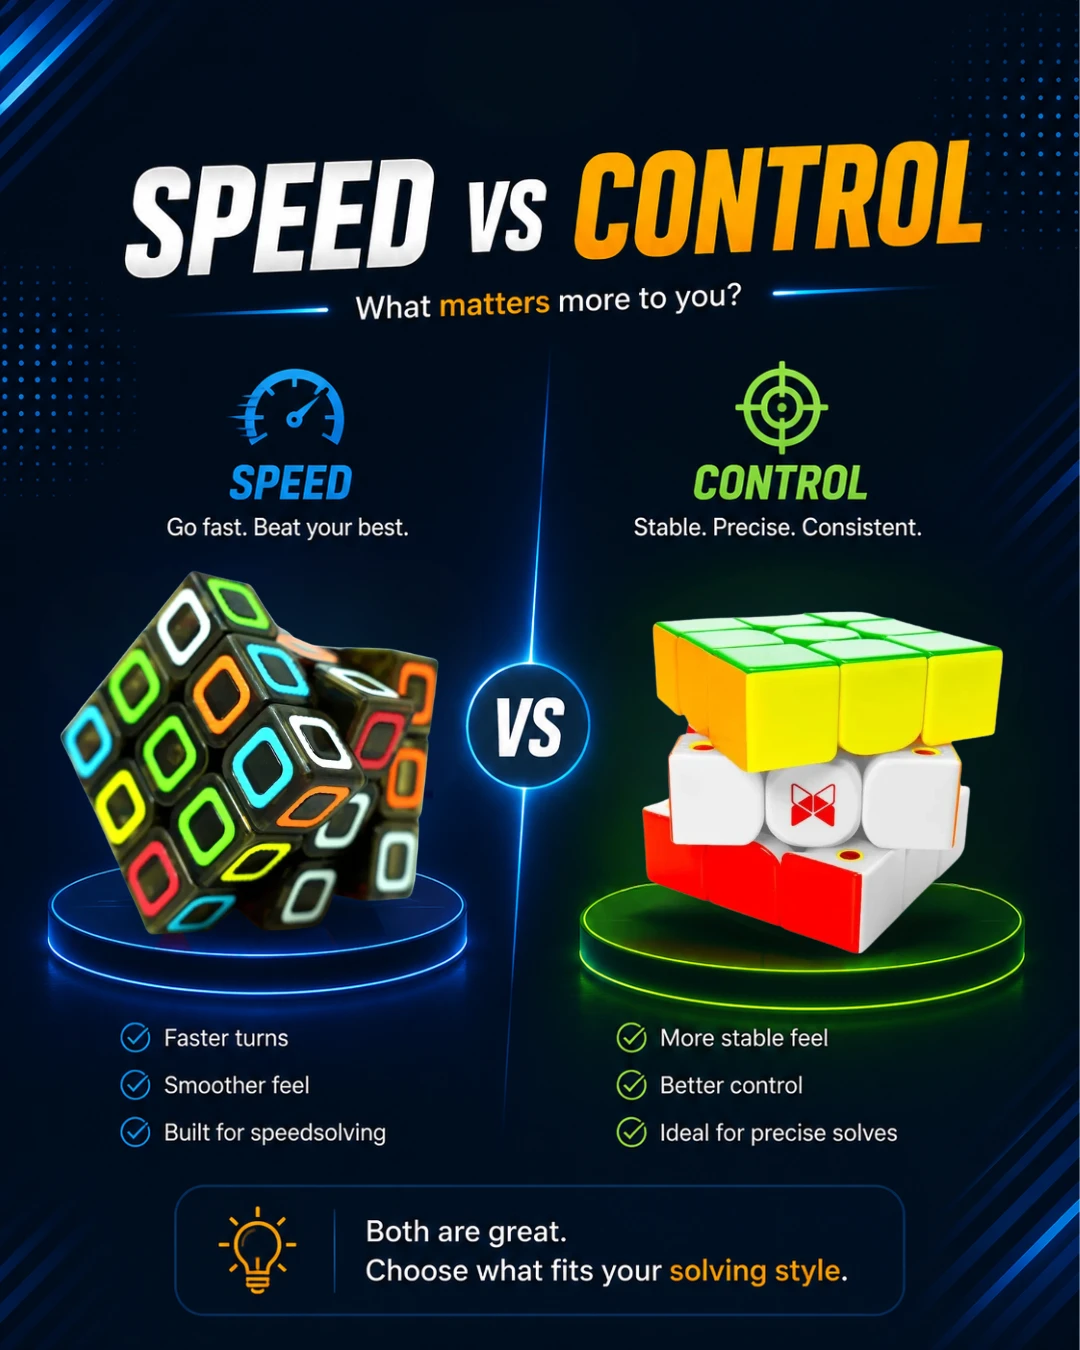 SPEED VS CONTROL
What matters more to you?
SPEED
Go fast. Beat your best.
CONTROL
Stable. Precise. Consistent.
VS
Faster turns
Smoother feel
Built for speedsolving
More stable feel
Better control
Ideal for precise solves
Both are great.
Choose what fits your solving style.